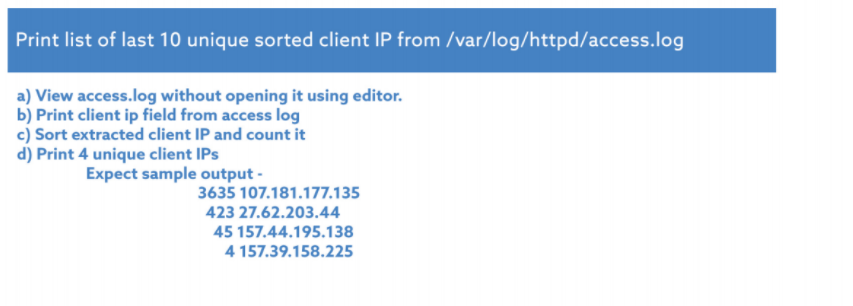 Print list of last 10 unique sorted client IP from /var/log/httpd/access.log
a) View access.log without opening it using editor.
b) Print client ip field from access log
c) Sort extracted client IP and count it
d) Print 4 unique client IPs
Expect sample output -
3635 107.181.177.135
423 27.62.203.44
45 157.44.195.138
4 157.39.158.225